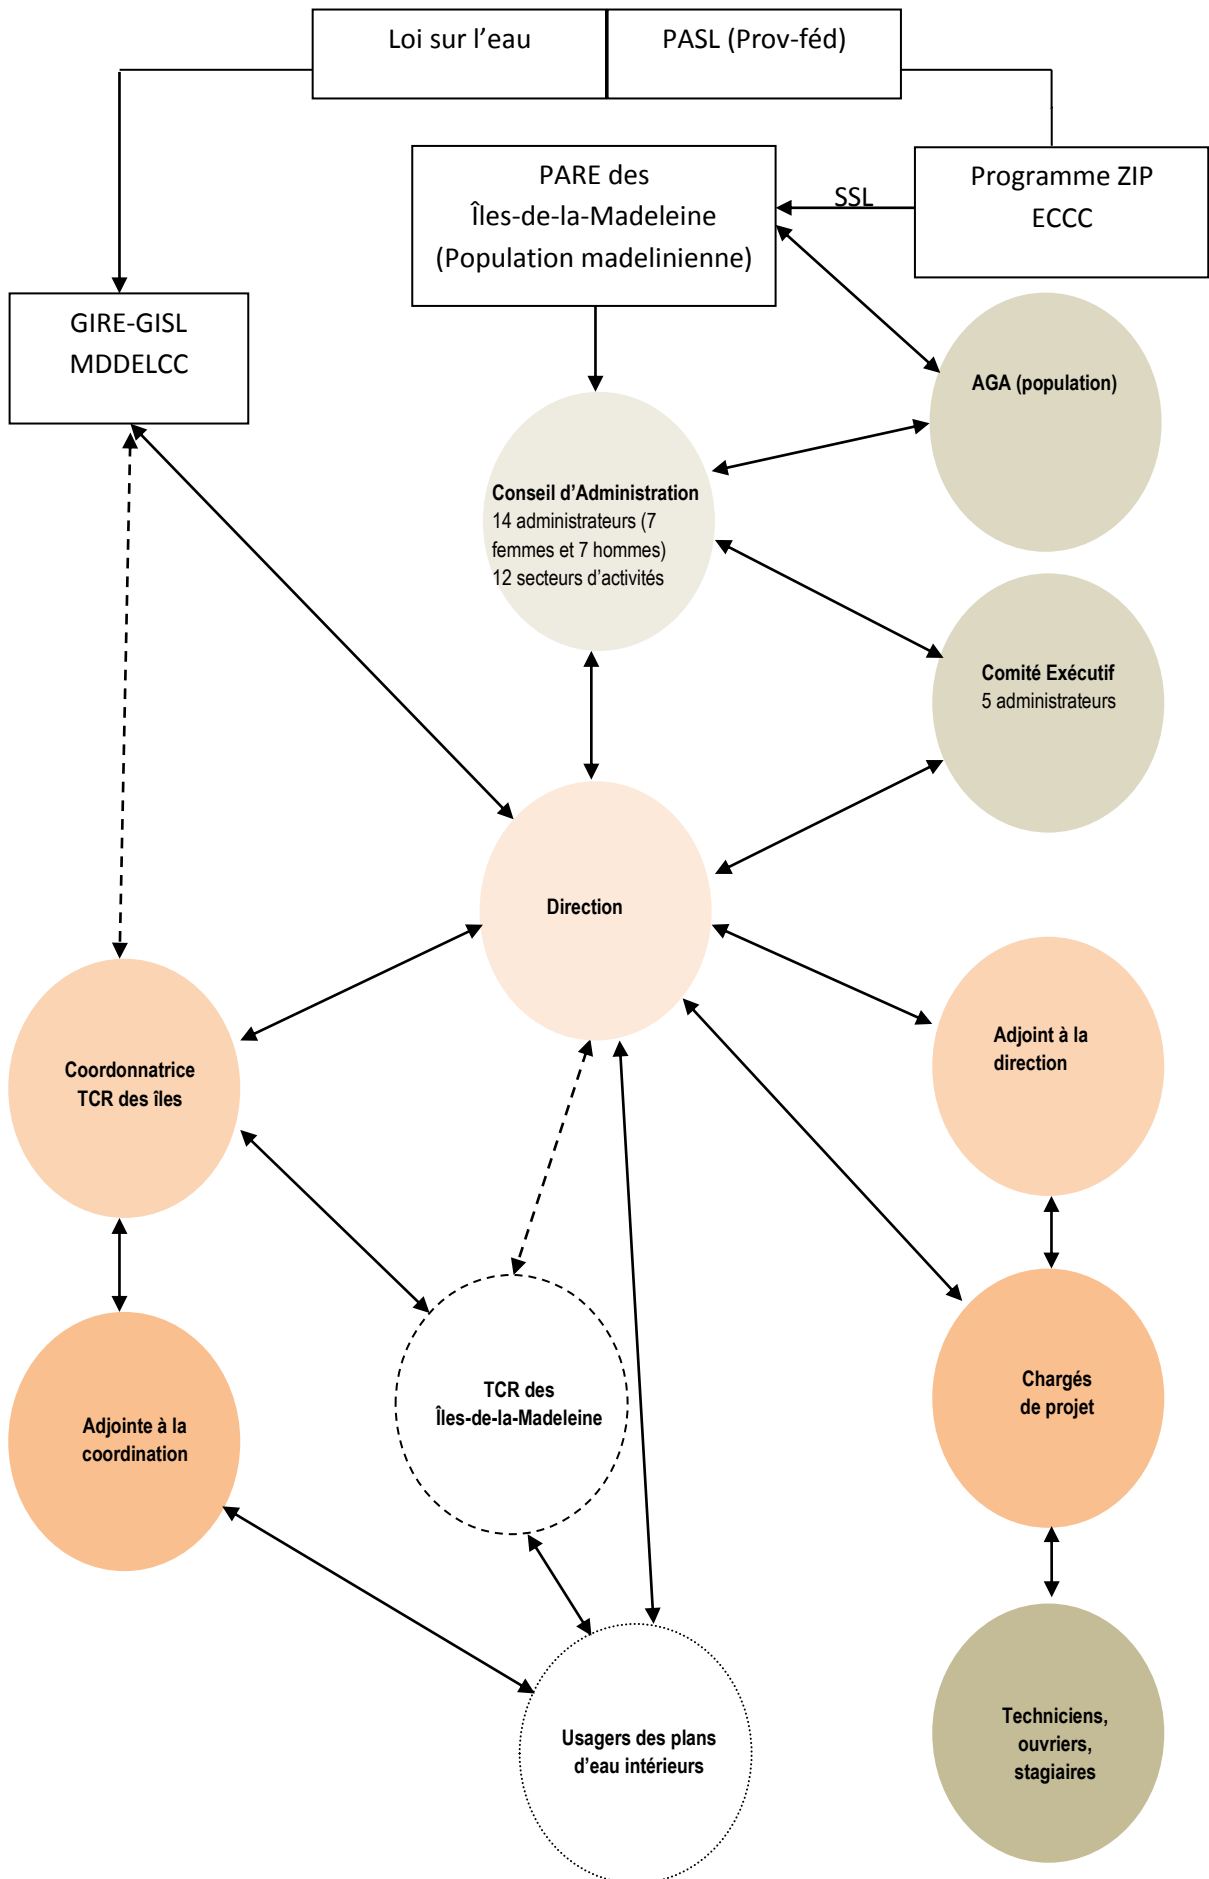 Loi sur l’eau
PASL (Prov-féd)
PARE des
Îles-de-la-Madeleine
(Population madelinienne)
SSL
Programme ZIP
ECCC
GIRE-GISL
MDDELCC
AGA (population)
Conseil d’Administration
14 administrateurs (7
femmes et 7 hommes)
12 secteurs d’activités
Comité Exécutif
5 administrateurs
Direction
Coordonnatrice
TCR des îles
Adjoint à la
direction
TCR des
Îles-de-la-Madeleine
Chargés
de projet
Adjointe à la
coordination
Usagers des plans
d’eau intérieurs
Techniciens,
ouvriers,
stagiaires